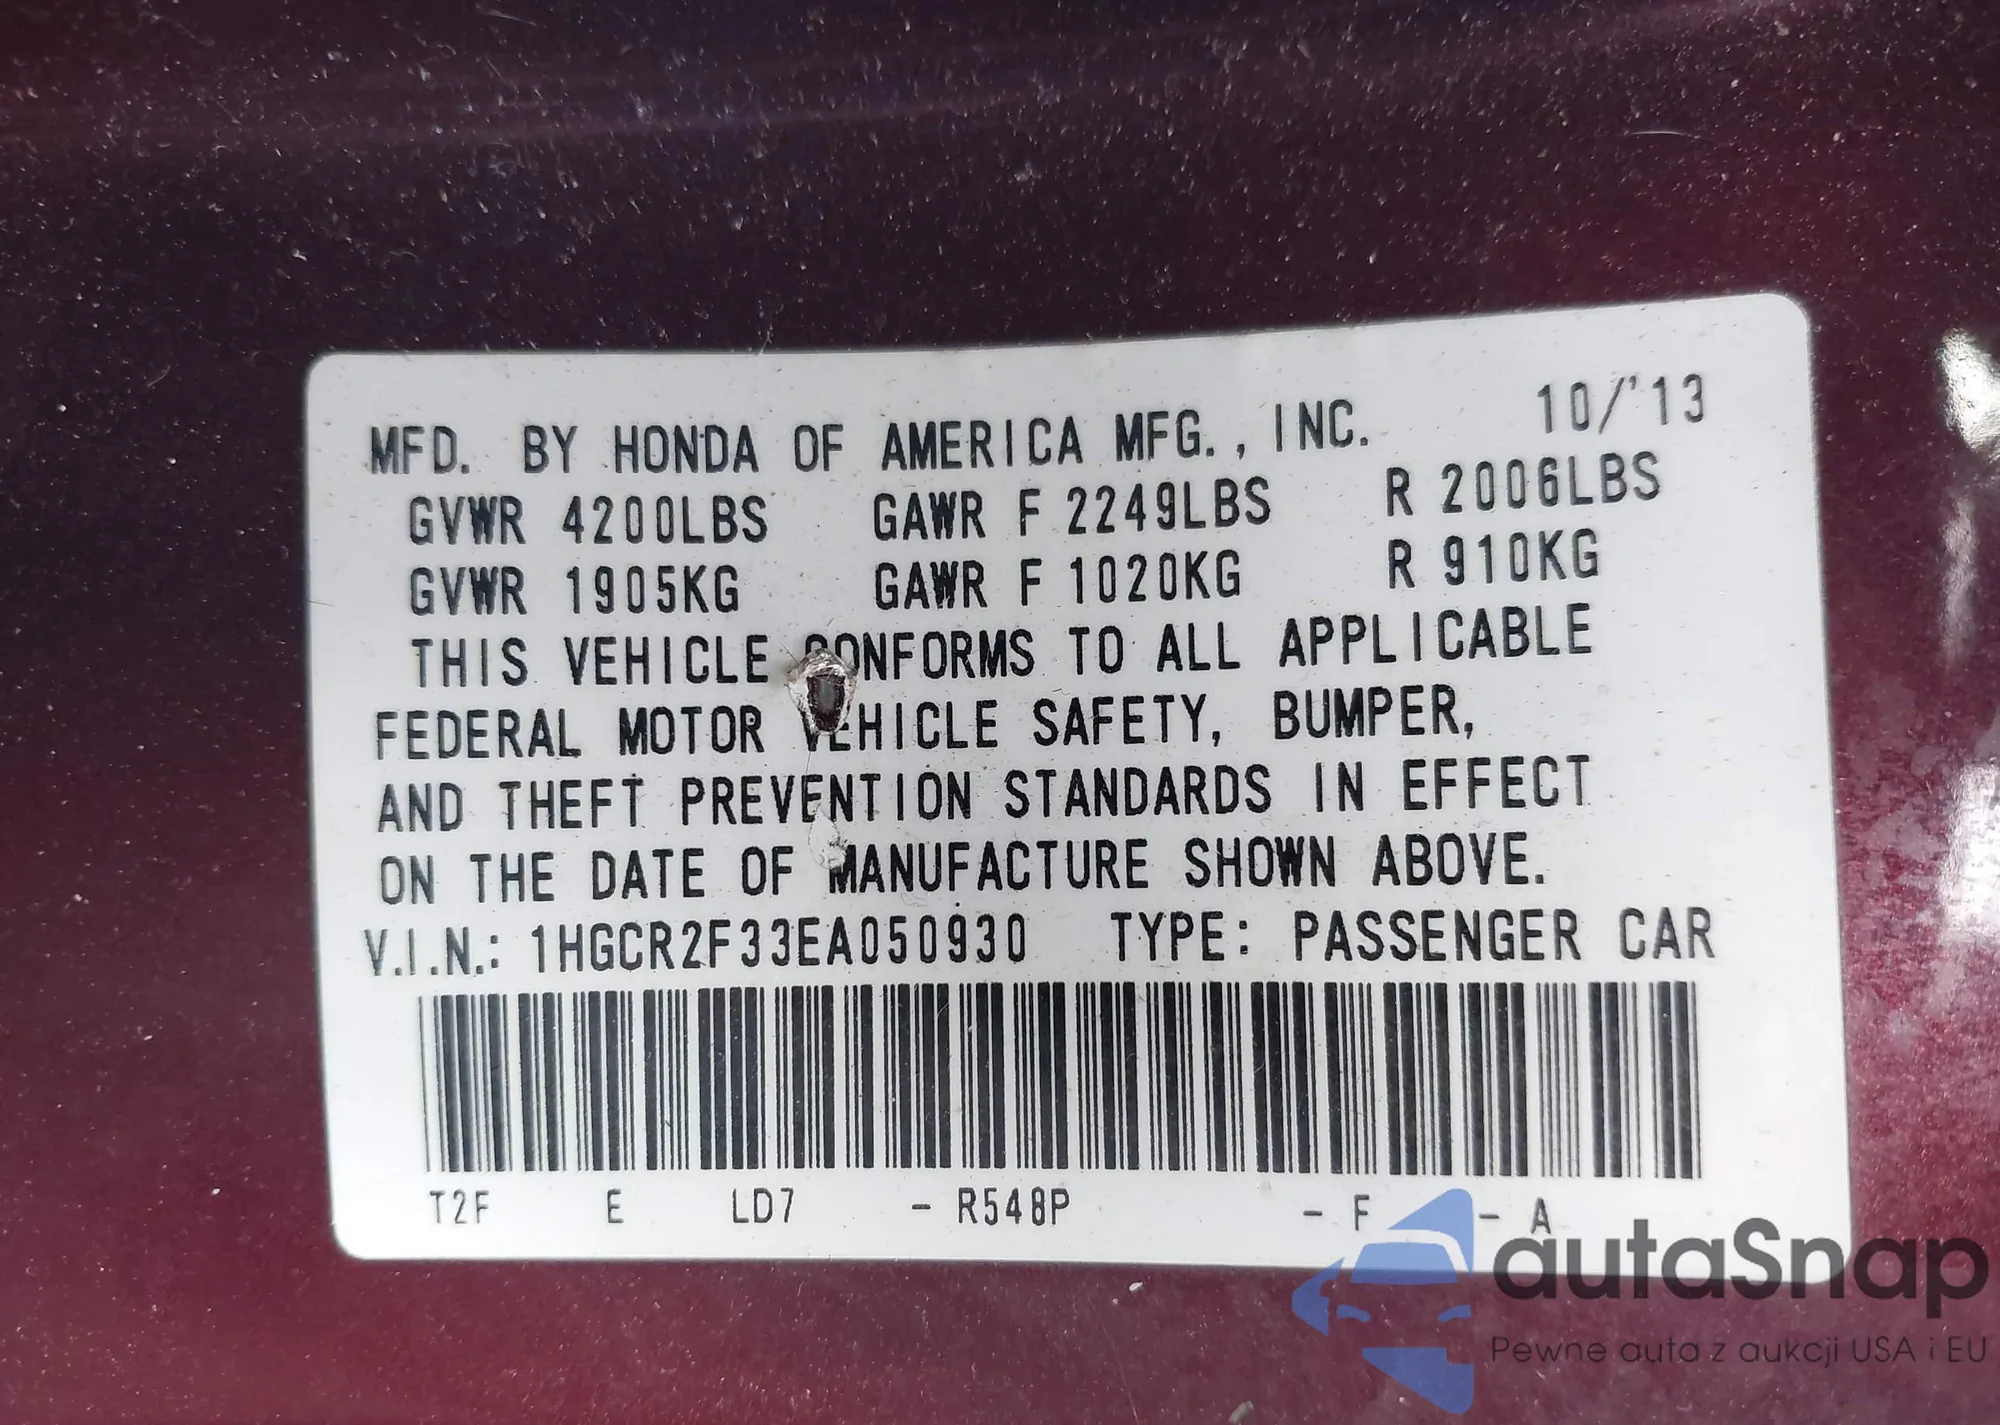 MFD. BY HONDA OF AMERICA MFG., INC. 10/'13
GVWR 4200LBS GAWR F 2249LBS R 2006LBS
GVWR 1905KG GAWR F 1020KG R 910KG
THIS VEHICLE CONFORMS TO ALL APPLICABLE
FEDERAL MOTOR VEHICLE SAFETY, BUMPER,
AND THEFT PREVENTION STANDARDS IN EFFECT
ON THE DATE OF MANUFACTURE SHOWN ABOVE.
V.I.N.: 1HGCR2F33EA050930 TYPE: PASSENGER CAR
T2F E LD7 - R548P - F - A
autaSnap
Pewne auta z aukcji USA i EU